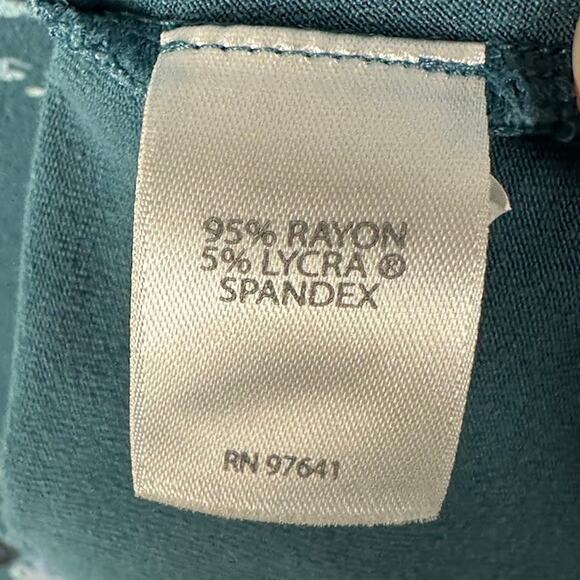 95% RAYON
5% LYCRA ®
SPANDEX
RN 97641